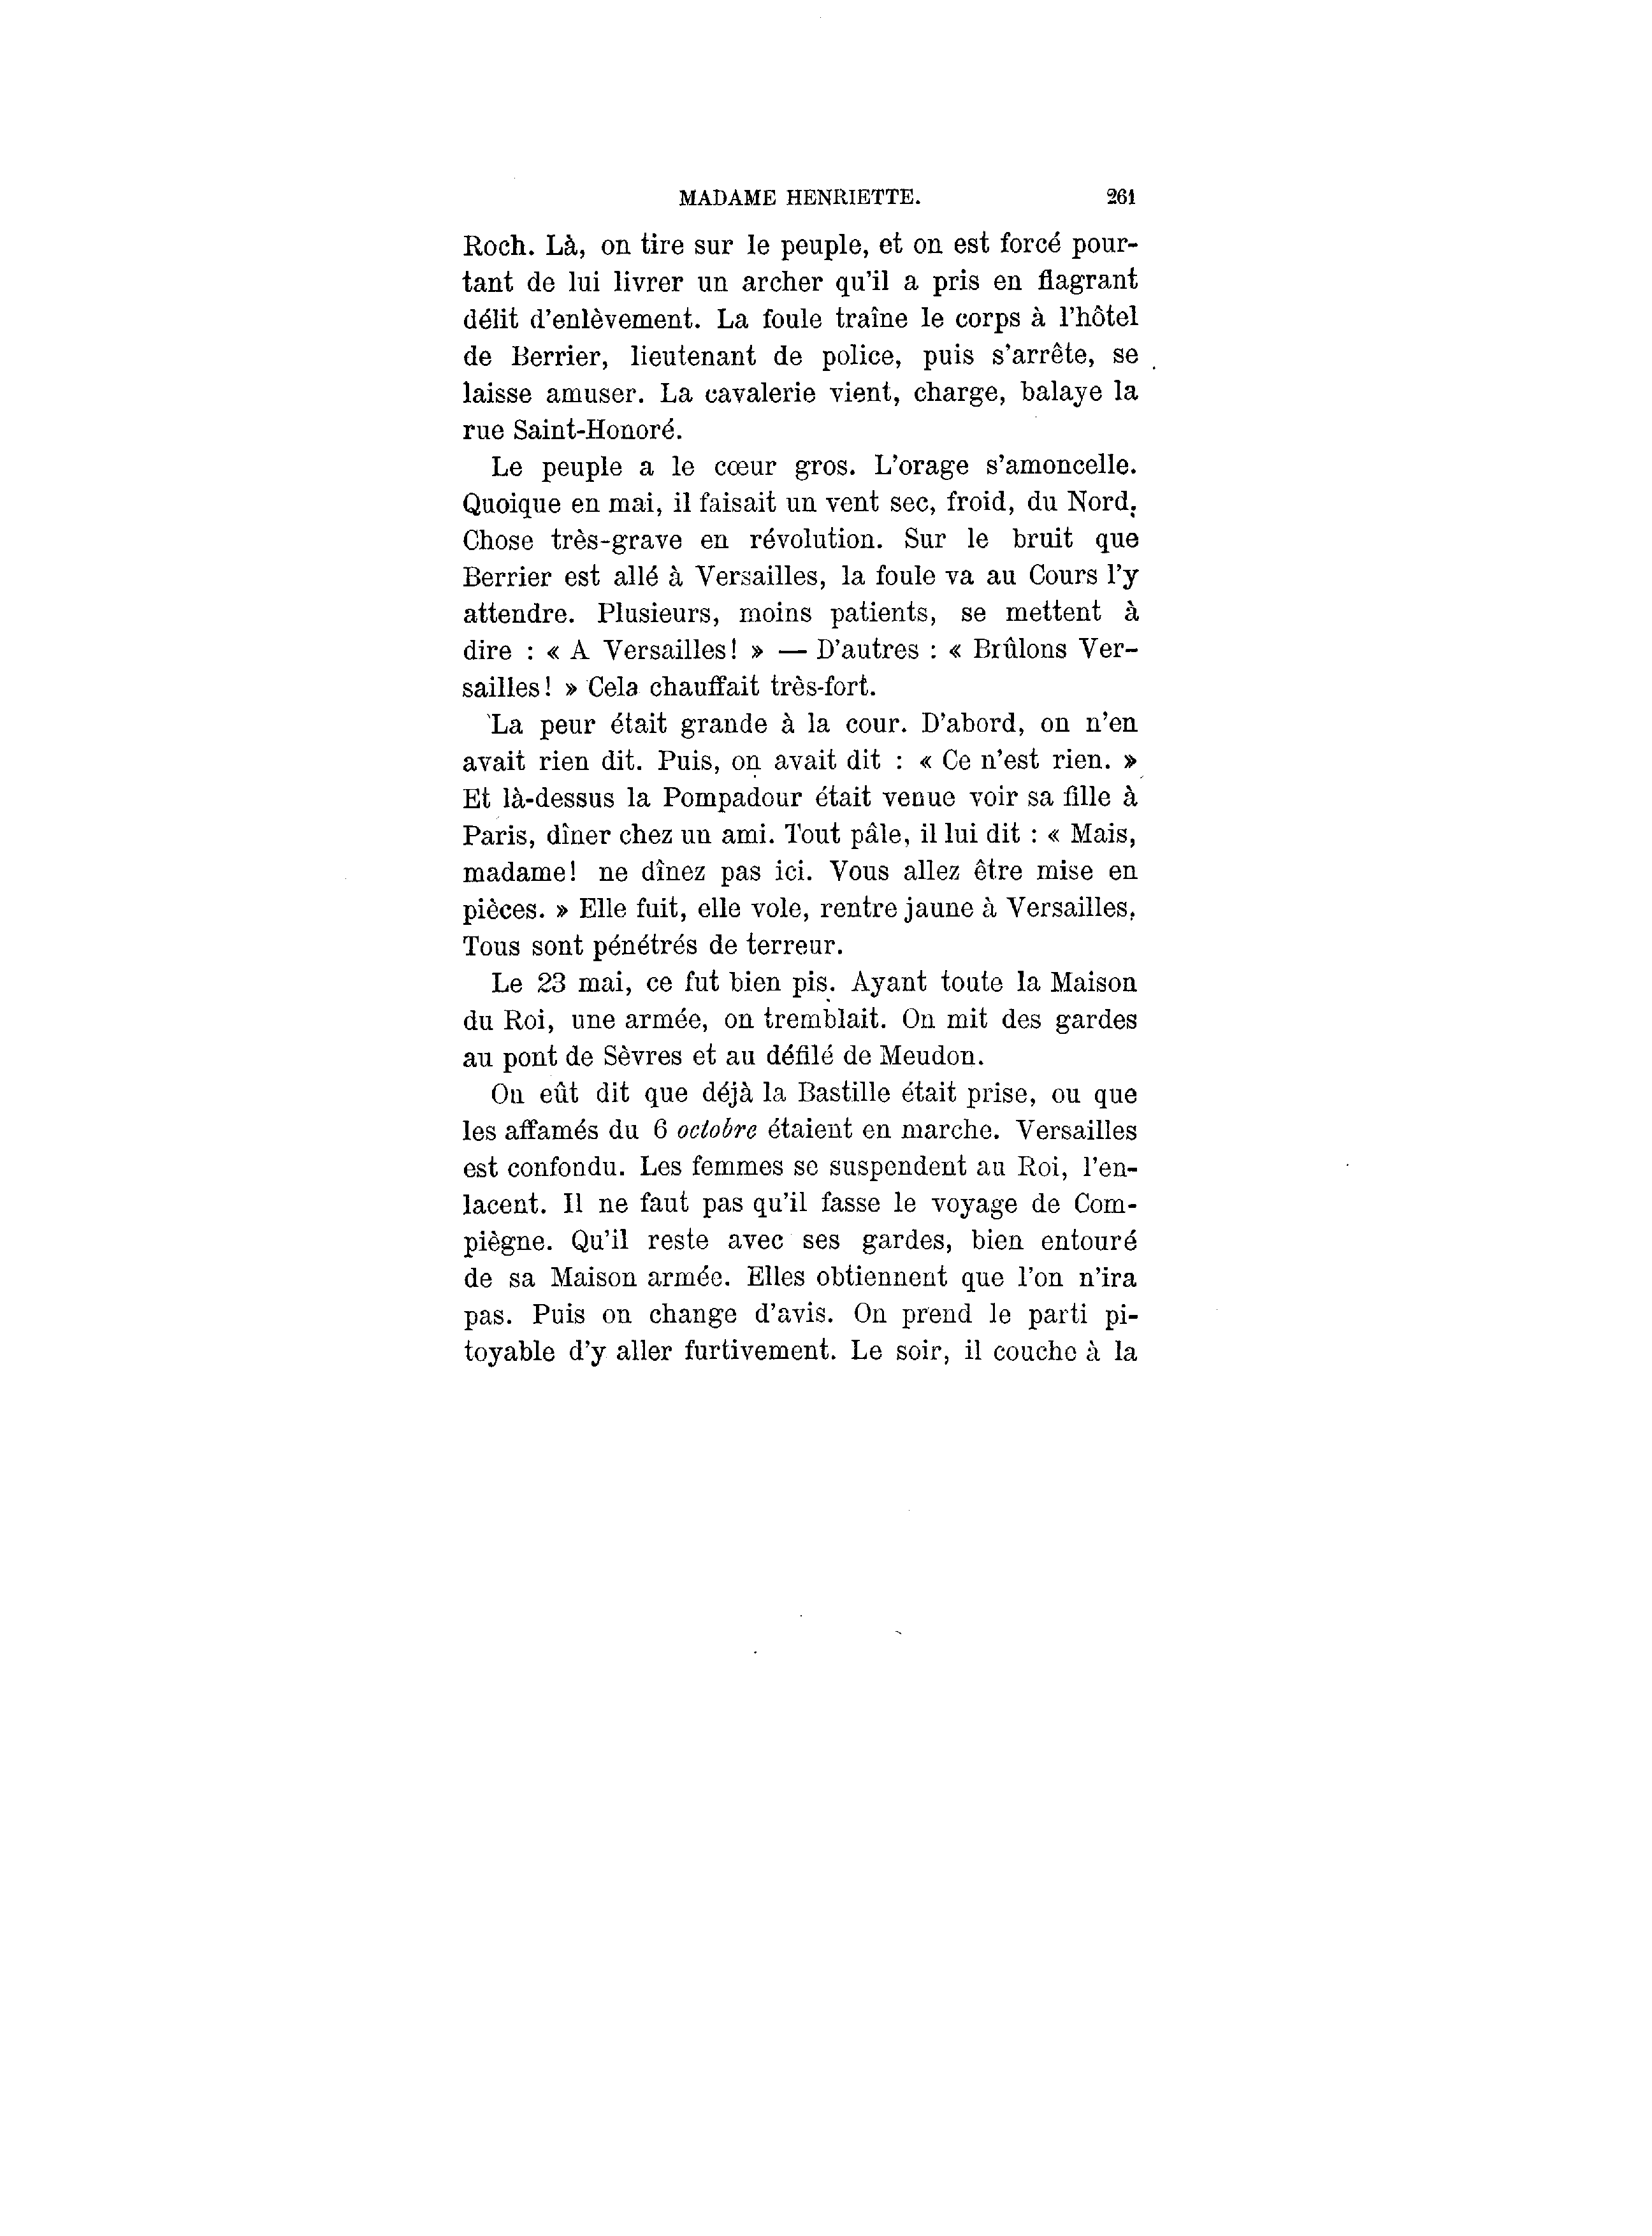 MADAME HENRIETTE. 261
Roch. Là, on tire sur le peuple, et on est forcé pour-
tant de lui livrer un archer qu'il a pris en flagrant
délit d'enlèvement. La foule traîne le corps à l'hôtel
de Berrier, lieutenant de police, puis s'arrête, se
laisse amuser. La cavalerie vient, charge, balaye la
rue Saint-Honoré.
Le peuple a le cœur gros. L'orage s'amoncelle.
Quoique en mai, il faisait un vent sec, froid, du Nord.
Chose très-grave en révolution. Sur le bruit que
Berrier est allé à Versailles, la foule va au Cours l'y
attendre. Plusieurs, moins patients, se mettent à
dire : « A Versailles! » — D'autres : « Brûlons Ver-
sailles! » Cela chauffait très-fort.
La peur était grande à la cour. D'abord, on n'en
avait rien dit. Puis, on avait dit : « Ce n'est rien. »
Et là-dessus la Pompadour était venue voir sa fille à
Paris, dîner chez un ami. Tout pâle, il lui dit : « Mais,
madame! ne dînez pas ici. Vous allez être mise en
pièces. » Elle fuit, elle vole, rentre jaune à Versailles.
Tous sont pénétrés de terreur.
Le 23 mai, ce fut bien pis. Ayant toute la Maison
du Roi, une armée, on tremblait. On mit des gardes
au pont de Sèvres et au défilé de Meudon.
On eût dit que déjà la Bastille était prise, ou que
les affamés du 6 octobre étaient en marche. Versailles
est confondu. Les femmes se suspendent au Roi, l'en-
lacent. Il ne faut pas qu'il fasse le voyage de Com-
piègne. Qu'il reste avec ses gardes, bien entouré
de sa Maison armée. Elles obtiennent que l'on n'ira
pas. Puis on change d'avis. On prend le parti pi-
toyable d'y aller furtivement. Le soir, il couche à la